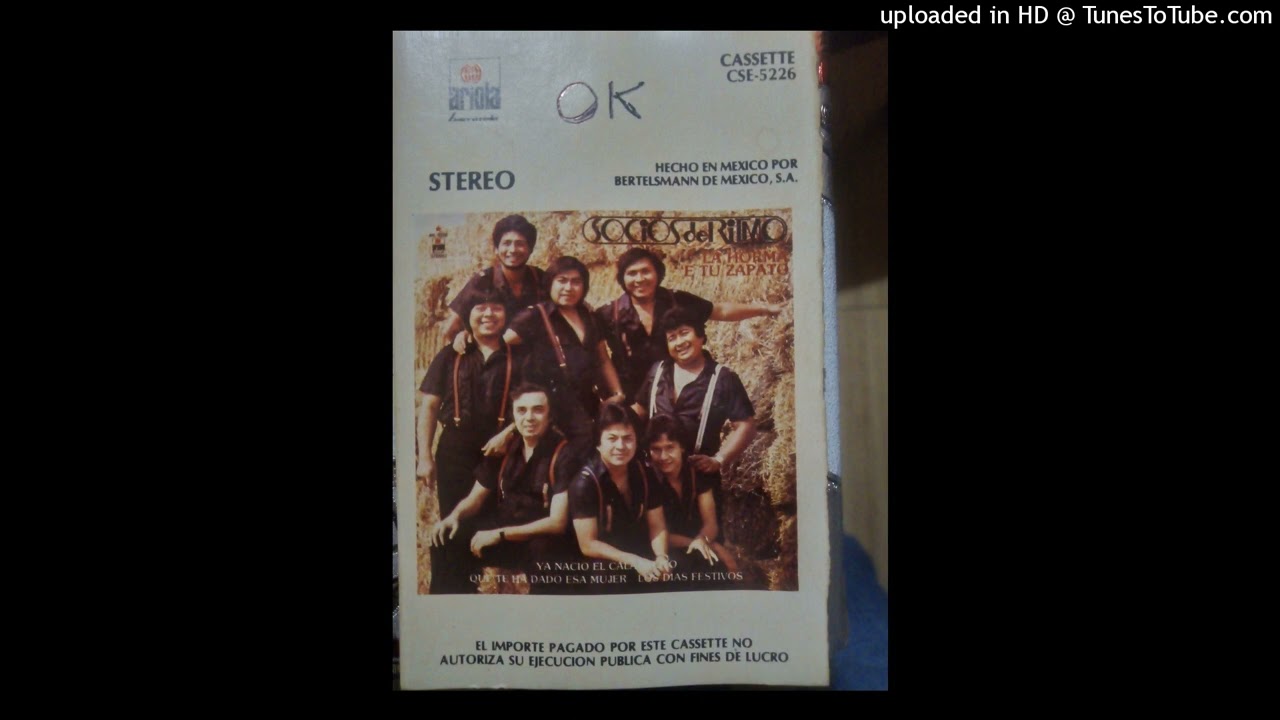 uploaded in HD @ TunesToTube.com
CASSETTE
CSE-5226
ariola
OK
STEREO
HECHO EN MEXICO POR
BERTELSMANN DE MEXICO, S.A.
SOCIOS de RITMO
LA HORMA
E TU ZAPATO
YA NACIO EL
QUE TE HA DADO ESA MUJER LOS DIAS FESTIVOS
EL IMPORTE PAGADO POR ESTE CASSETTE NO
AUTORIZA SU EJECUCION PUBLICA CON FINES DE LUCRO